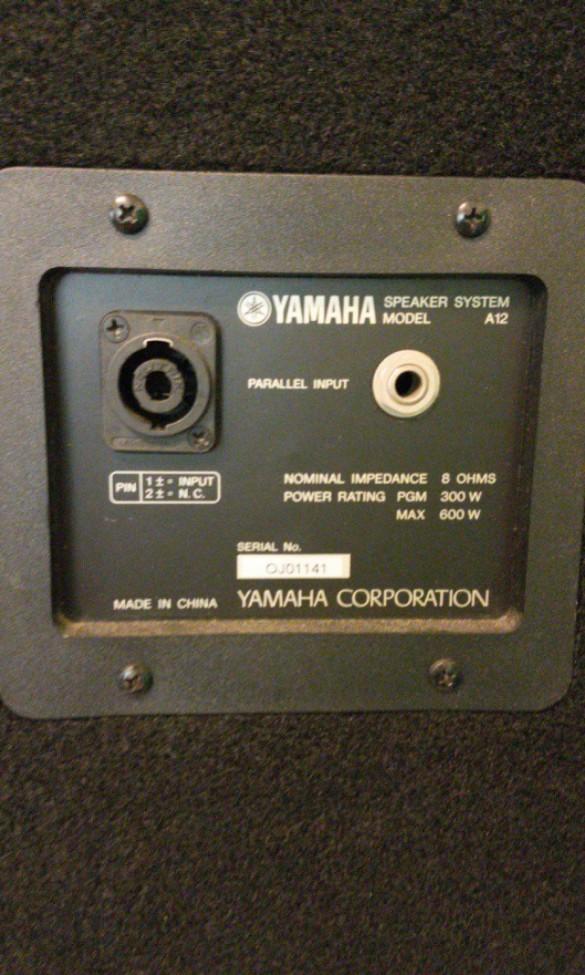 YAMAHA SPEAKER SYSTEM
MODEL A12
PARALLEL INPUT
PIN 1 ± = INPUT
2 ± = N.C.
NOMINAL IMPEDANCE 8 OHMS
POWER RATING PGM 300 W
MAX 600 W
SERIAL No.
OJ01141
MADE IN CHINA YAMAHA CORPORATION